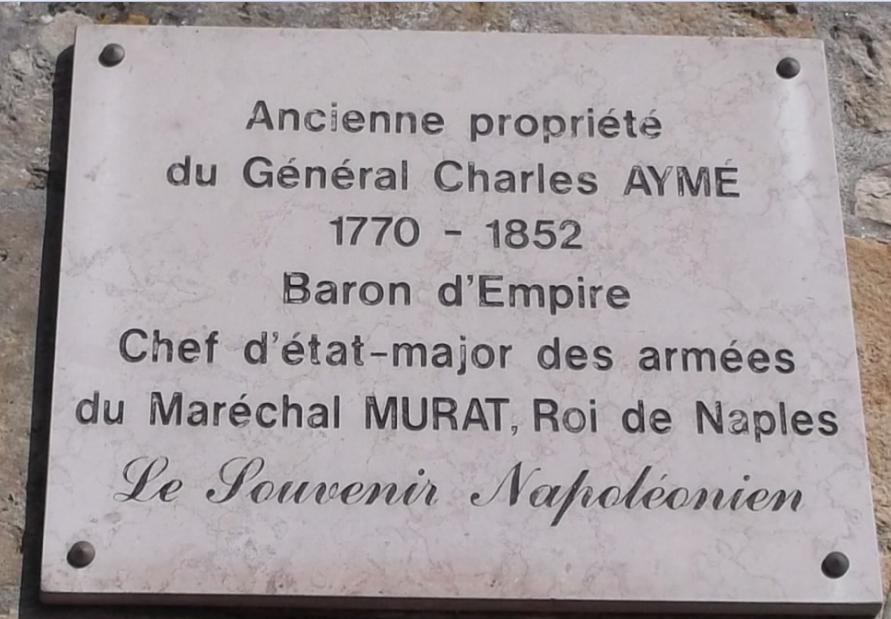 Ancienne propriété
du Général Charles AYMÉ
1770 - 1852
Baron d'Empire
Chef d'état-major des armées
du Maréchal MURAT, Roi de Naples
Le Souvenir Napoléonien